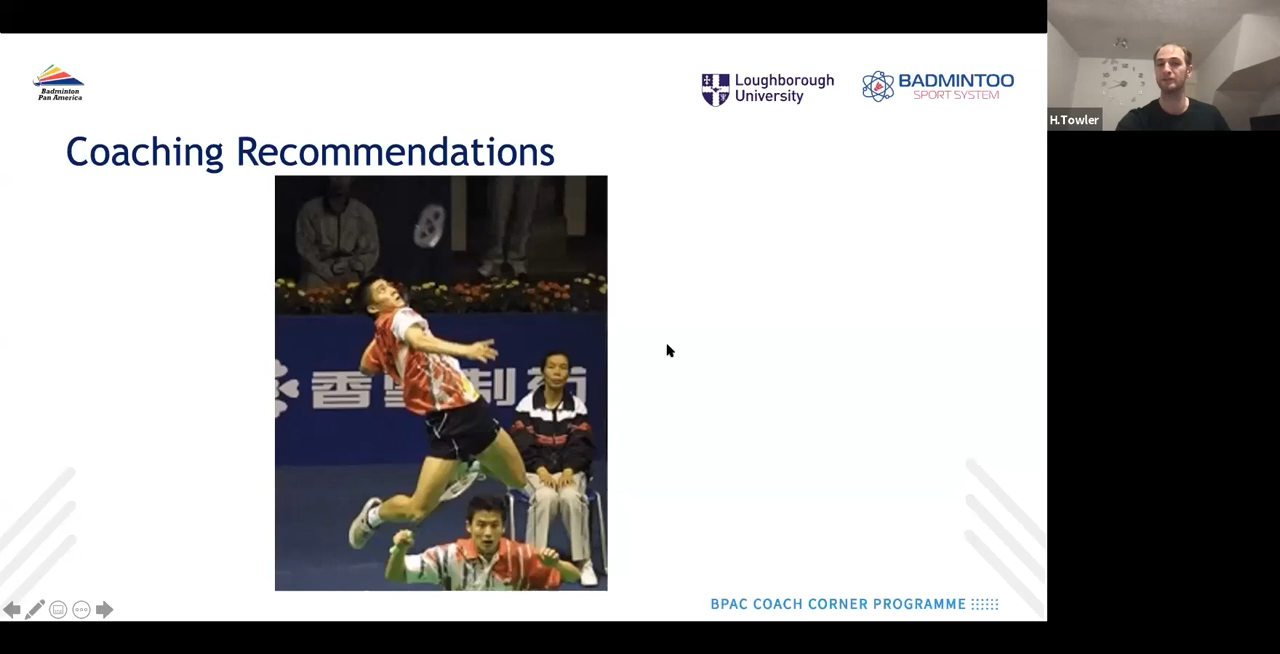 Badminton
Pan America
Loughborough
University
BADMINTOO
SPORT SYSTEM
H.Towler
Coaching Recommendations
香雪制药
BPAC COACH CORNER PROGRAMME